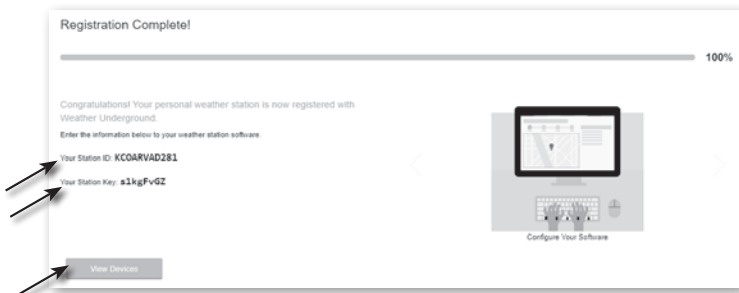 Registration Complete!
100%
Congratulations! Your personal weather station is now registered with
Weather Underground.
Enter the information below to your weather station software.
Your Station ID: KCOARVAD281
Your Station Key: s1kgFvGZ
Configure Your Software
View Devices